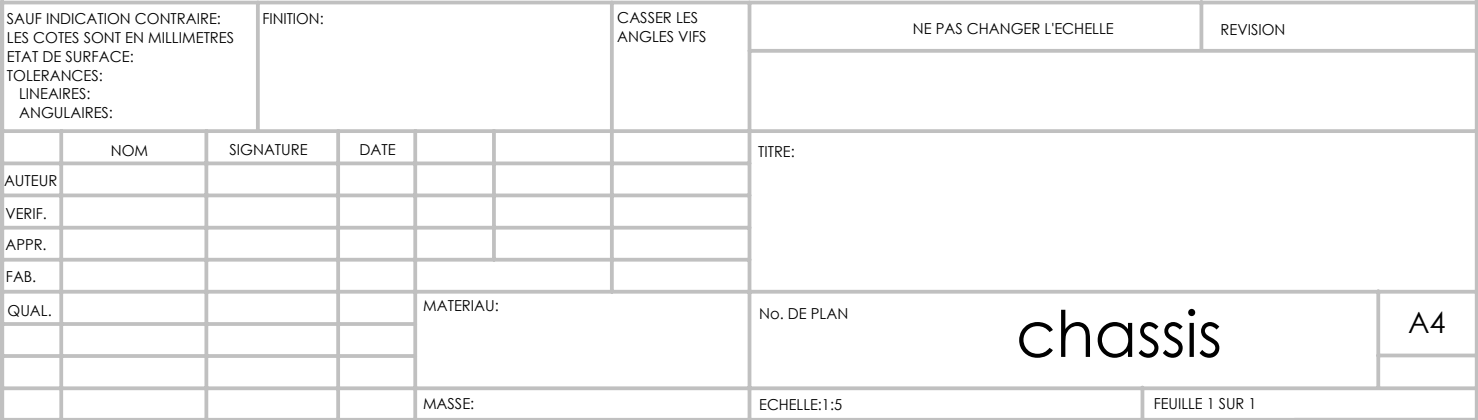 SAUF INDICATION CONTRAIRE:
LES COTES SONT EN MILLIMETRES
ETAT DE SURFACE:
TOLERANCES:
LINEAIRES:
ANGULAIRES:
FINITION:
CASSER LES
ANGLES VIFS
NE PAS CHANGER L'ECHELLE
REVISION
NOM
SIGNATURE
DATE
AUTEUR
VERIF.
APPR.
FAB.
QUAL.
TITRE:
MATERIAU:
No. DE PLAN
chassis
A4
MASSE:
ECHELLE:1:5
FEUILLE 1 SUR 1